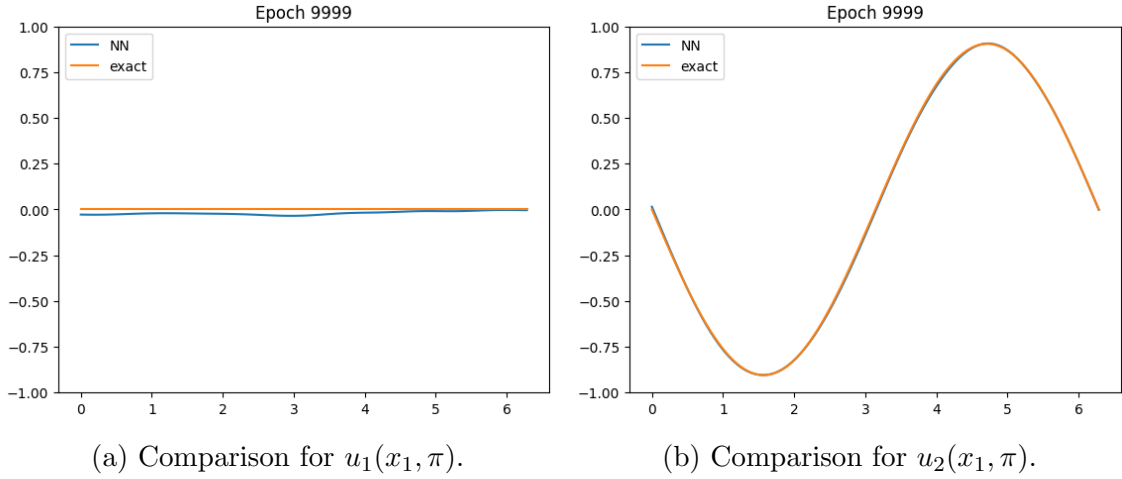 Epoch 9999
NN
exact
1.00
0.75
0.50
0.25
0.00
−0.25
−0.50
−0.75
−1.00
0 1 2 3 4 5 6
(a) Comparison for u₁(x₁, π).
Epoch 9999
NN
exact
1.00
0.75
0.50
0.25
0.00
−0.25
−0.50
−0.75
−1.00
0 1 2 3 4 5 6
(b) Comparison for u₂(x₁, π).